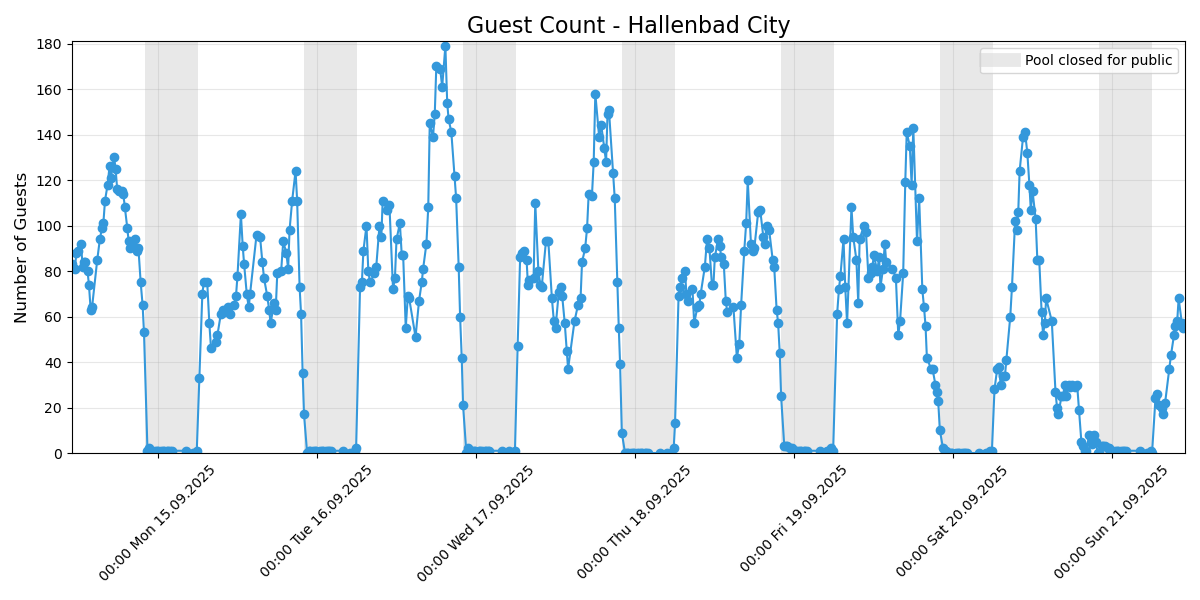 Guest Count - Hallenbad City
Pool closed for public
Number of Guests
180
160
140
120
100
80
60
40
20
0
00:00 Mon 15.09.2025
00:00 Tue 16.09.2025
00:00 Wed 17.09.2025
00:00 Thu 18.09.2025
00:00 Fri 19.09.2025
00:00 Sat 20.09.2025
00:00 Sun 21.09.2025